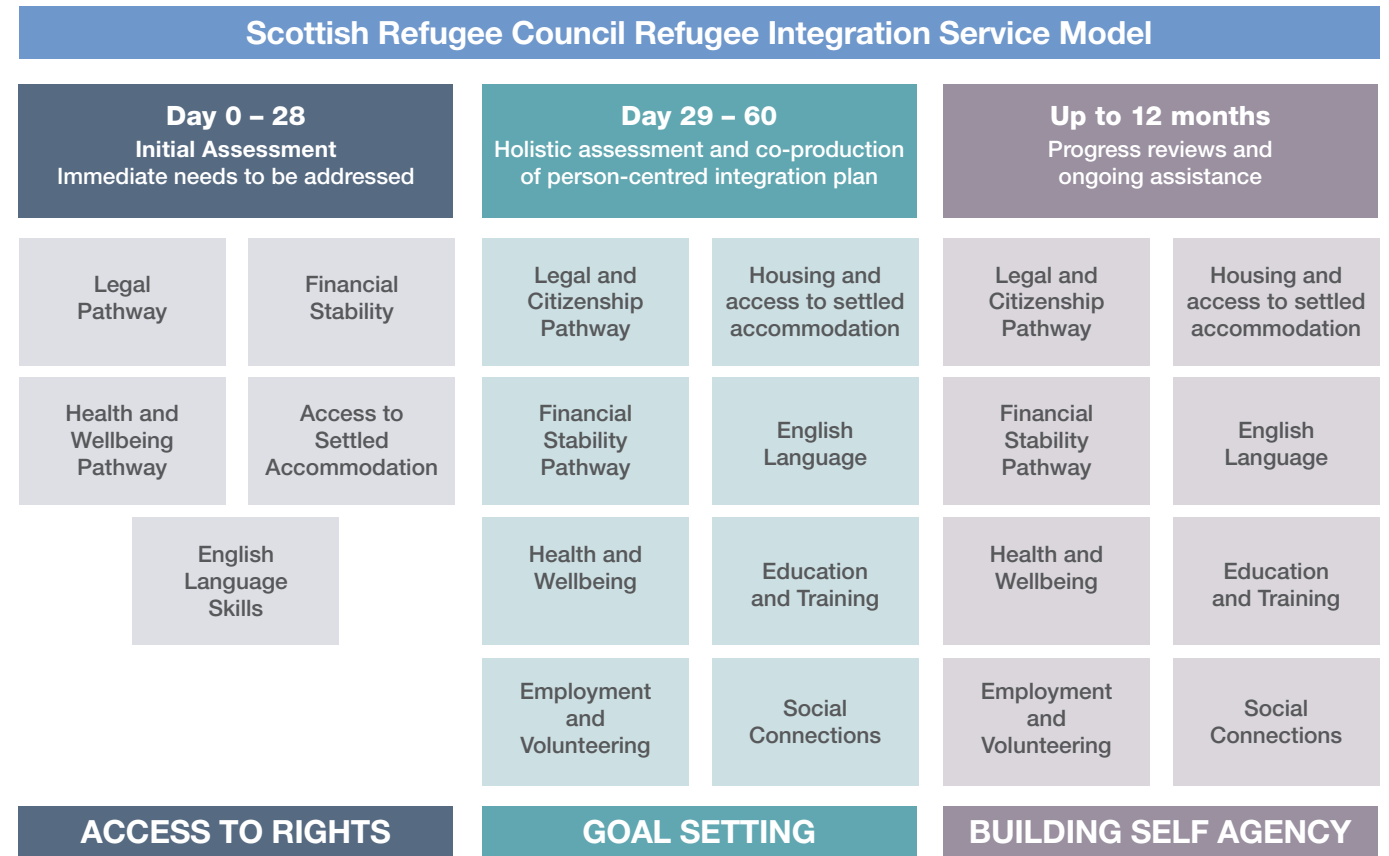 Scottish Refugee Council Refugee Integration Service Model
Day 0 – 28
Initial Assessment
Immediate needs to be addressed
Legal
Pathway
Financial
Stability
Health and
Wellbeing
Pathway
Access to
Settled
Accommodation
English
Language
Skills
ACCESS TO RIGHTS
Day 29 – 60
Holistic assessment and co-production
of person-centred integration plan
Legal and
Citizenship
Pathway
Housing and
access to settled
accommodation
Financial
Stability
Pathway
English
Language
Health and
Wellbeing
Education
and Training
Employment
and
Volunteering
Social
Connections
GOAL SETTING
Up to 12 months
Progress reviews and
ongoing assistance
Legal and
Citizenship
Pathway
Housing and
access to settled
accommodation
Financial
Stability
Pathway
English
Language
Health and
Wellbeing
Education
and Training
Employment
and
Volunteering
Social
Connections
BUILDING SELF AGENCY